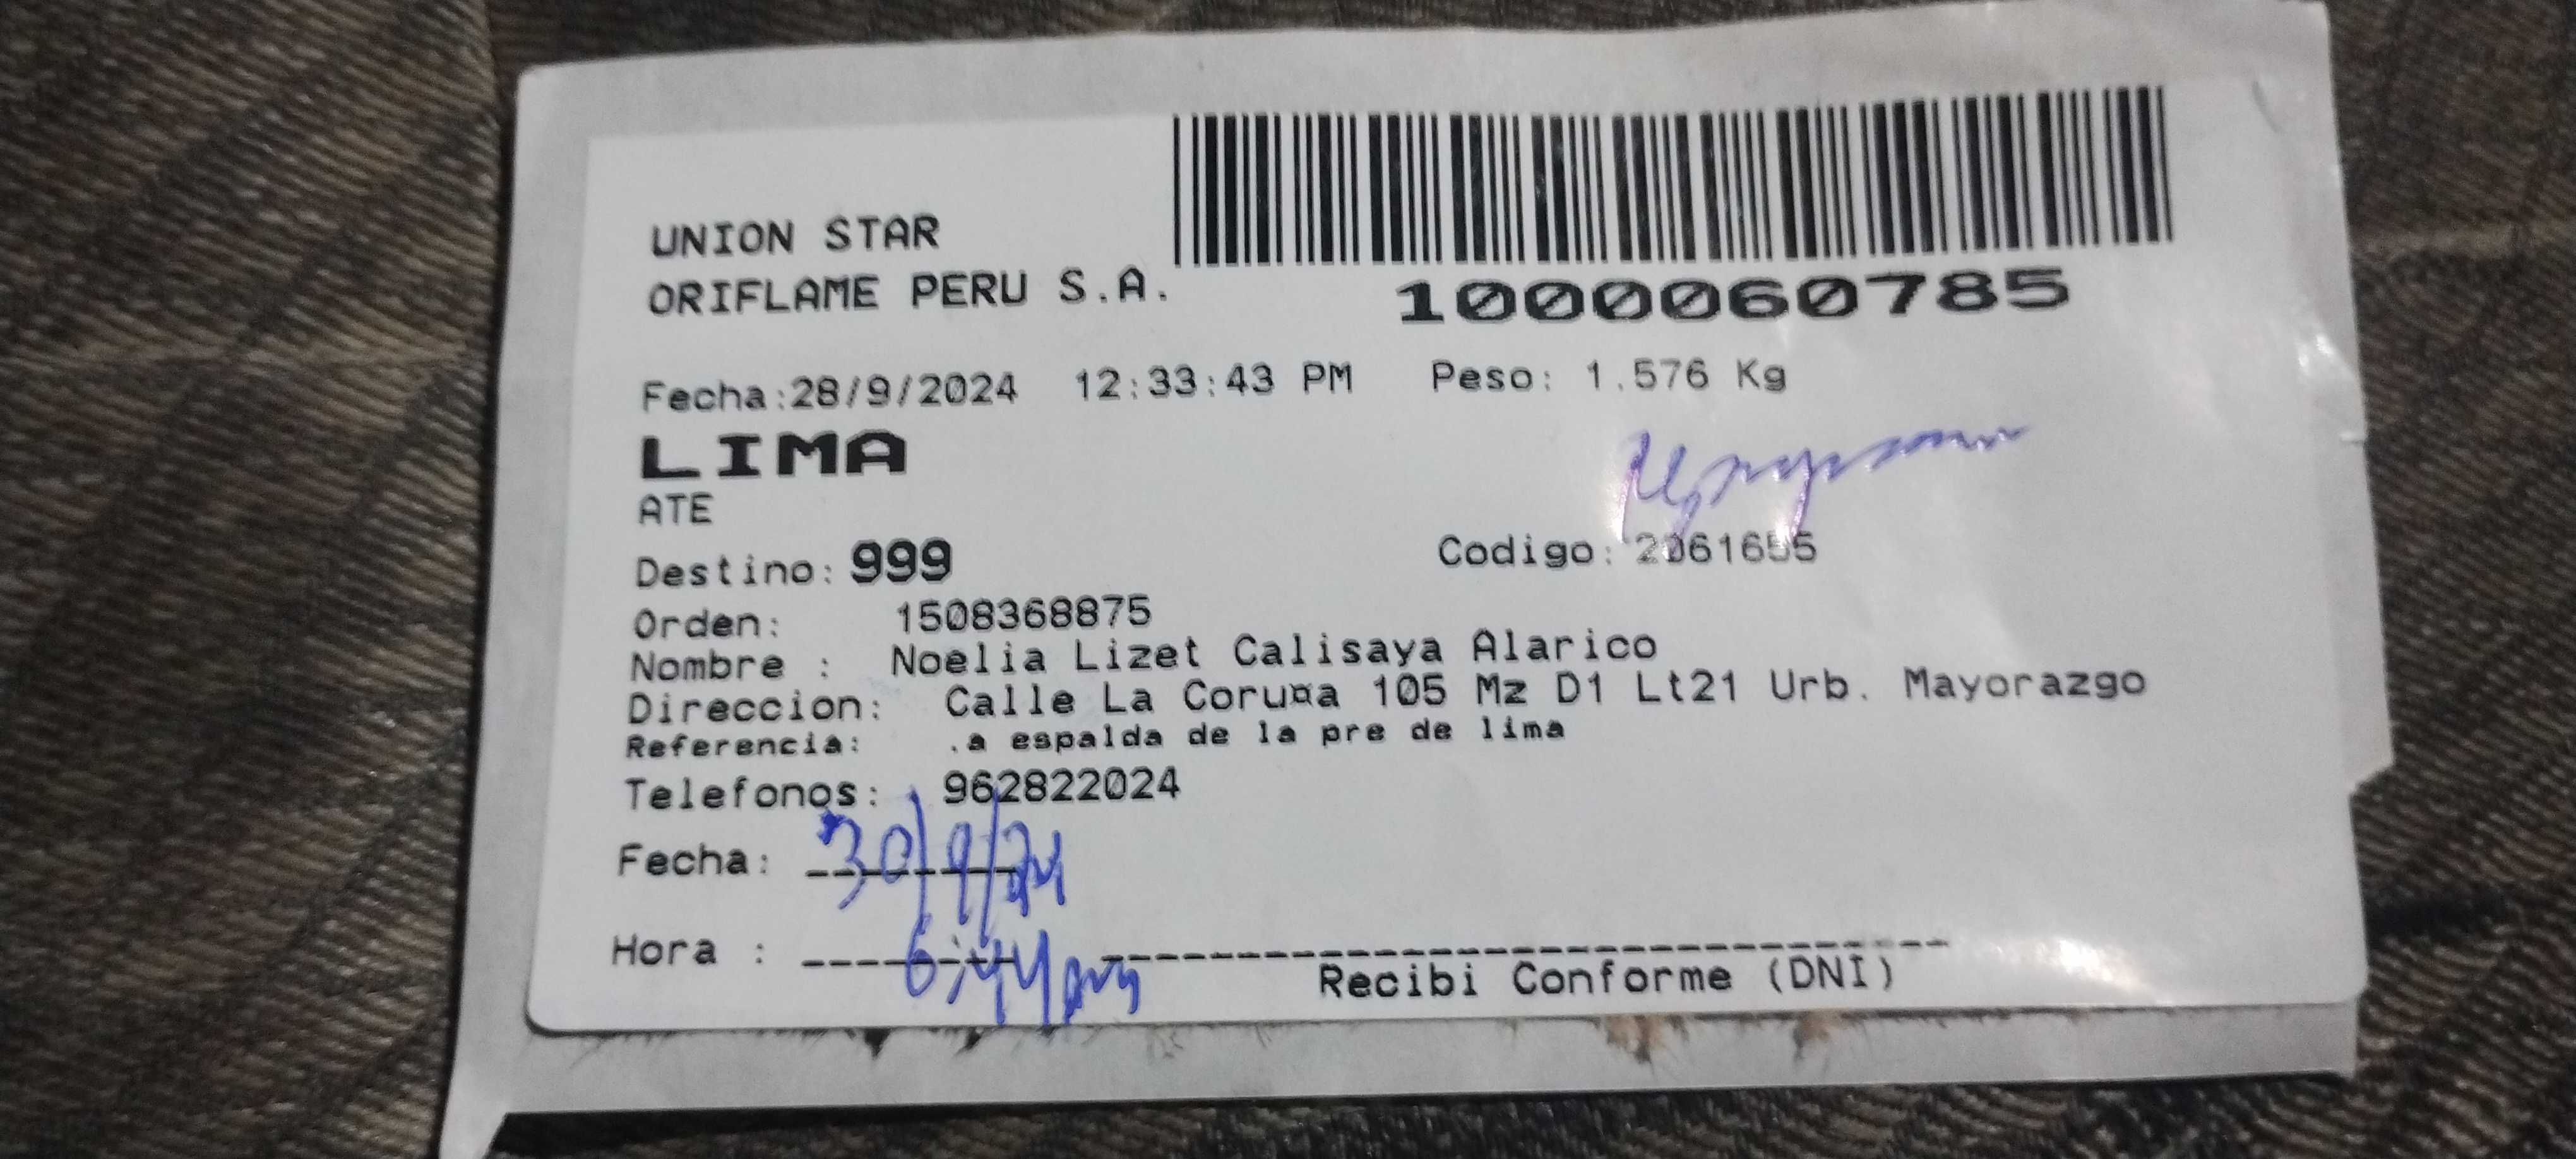 UNION STAR
ORIFLAME PERU S.A.
1000060785
Fecha:28/9/2024 12:33:43 PM Peso: 1.576 Kg
LIMA
ATE
Destino: 999 Codigo: 2061655
Orden: 1508368875
Nombre : Noelia Lizet Calisaya Alarico
Direccion: Calle La Coru¤a 105 Mz D1 Lt21 Urb. Mayorazgo
Referencia: .a espalda de la pre de lima
Telefonos: 962822024
Fecha: 30/9/24
Hora : 6:44pm
Recibi Conforme (DNI)